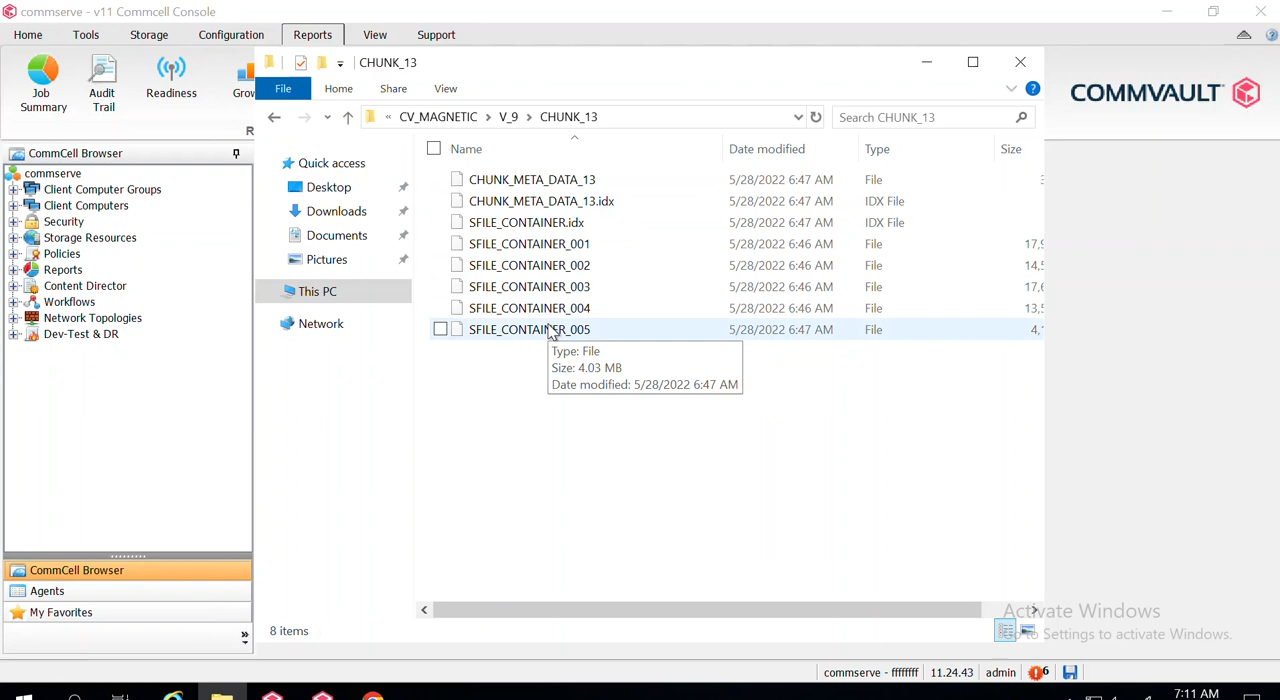 commserve - v11 Commcell Console
Home Tools Storage Configuration Reports View Support
Job Summary
Audit Trail
Readiness
CHUNK_13
File Home Share View
COMMVAULT
« CV_MAGNETIC > V_9 > CHUNK_13
Search CHUNK_13
CommCell Browser
commserve
Client Computer Groups
Client Computers
Security
Storage Resources
Policies
Reports
Content Director
Workflows
Network Topologies
Dev-Test & DR
Quick access
Desktop
Downloads
Documents
Pictures
This PC
Network
Name Date modified Type Size
CHUNK_META_DATA_13 5/28/2022 6:47 AM File
CHUNK_META_DATA_13.idx 5/28/2022 6:47 AM IDX File
SFILE_CONTAINER.idx 5/28/2022 6:47 AM IDX File
SFILE_CONTAINER_001 5/28/2022 6:46 AM File
SFILE_CONTAINER_002 5/28/2022 6:46 AM File
SFILE_CONTAINER_003 5/28/2022 6:46 AM File
SFILE_CONTAINER_004 5/28/2022 6:46 AM File
SFILE_CONTAINER_005 5/28/2022 6:47 AM File
Type: File
Size: 4.03 MB
Date modified: 5/28/2022 6:47 AM
CommCell Browser
Agents
My Favorites
8 items
Activate Windows
Go to Settings to activate Windows.
commserve - ffffffff 11.24.43 admin 6
7:11 AM